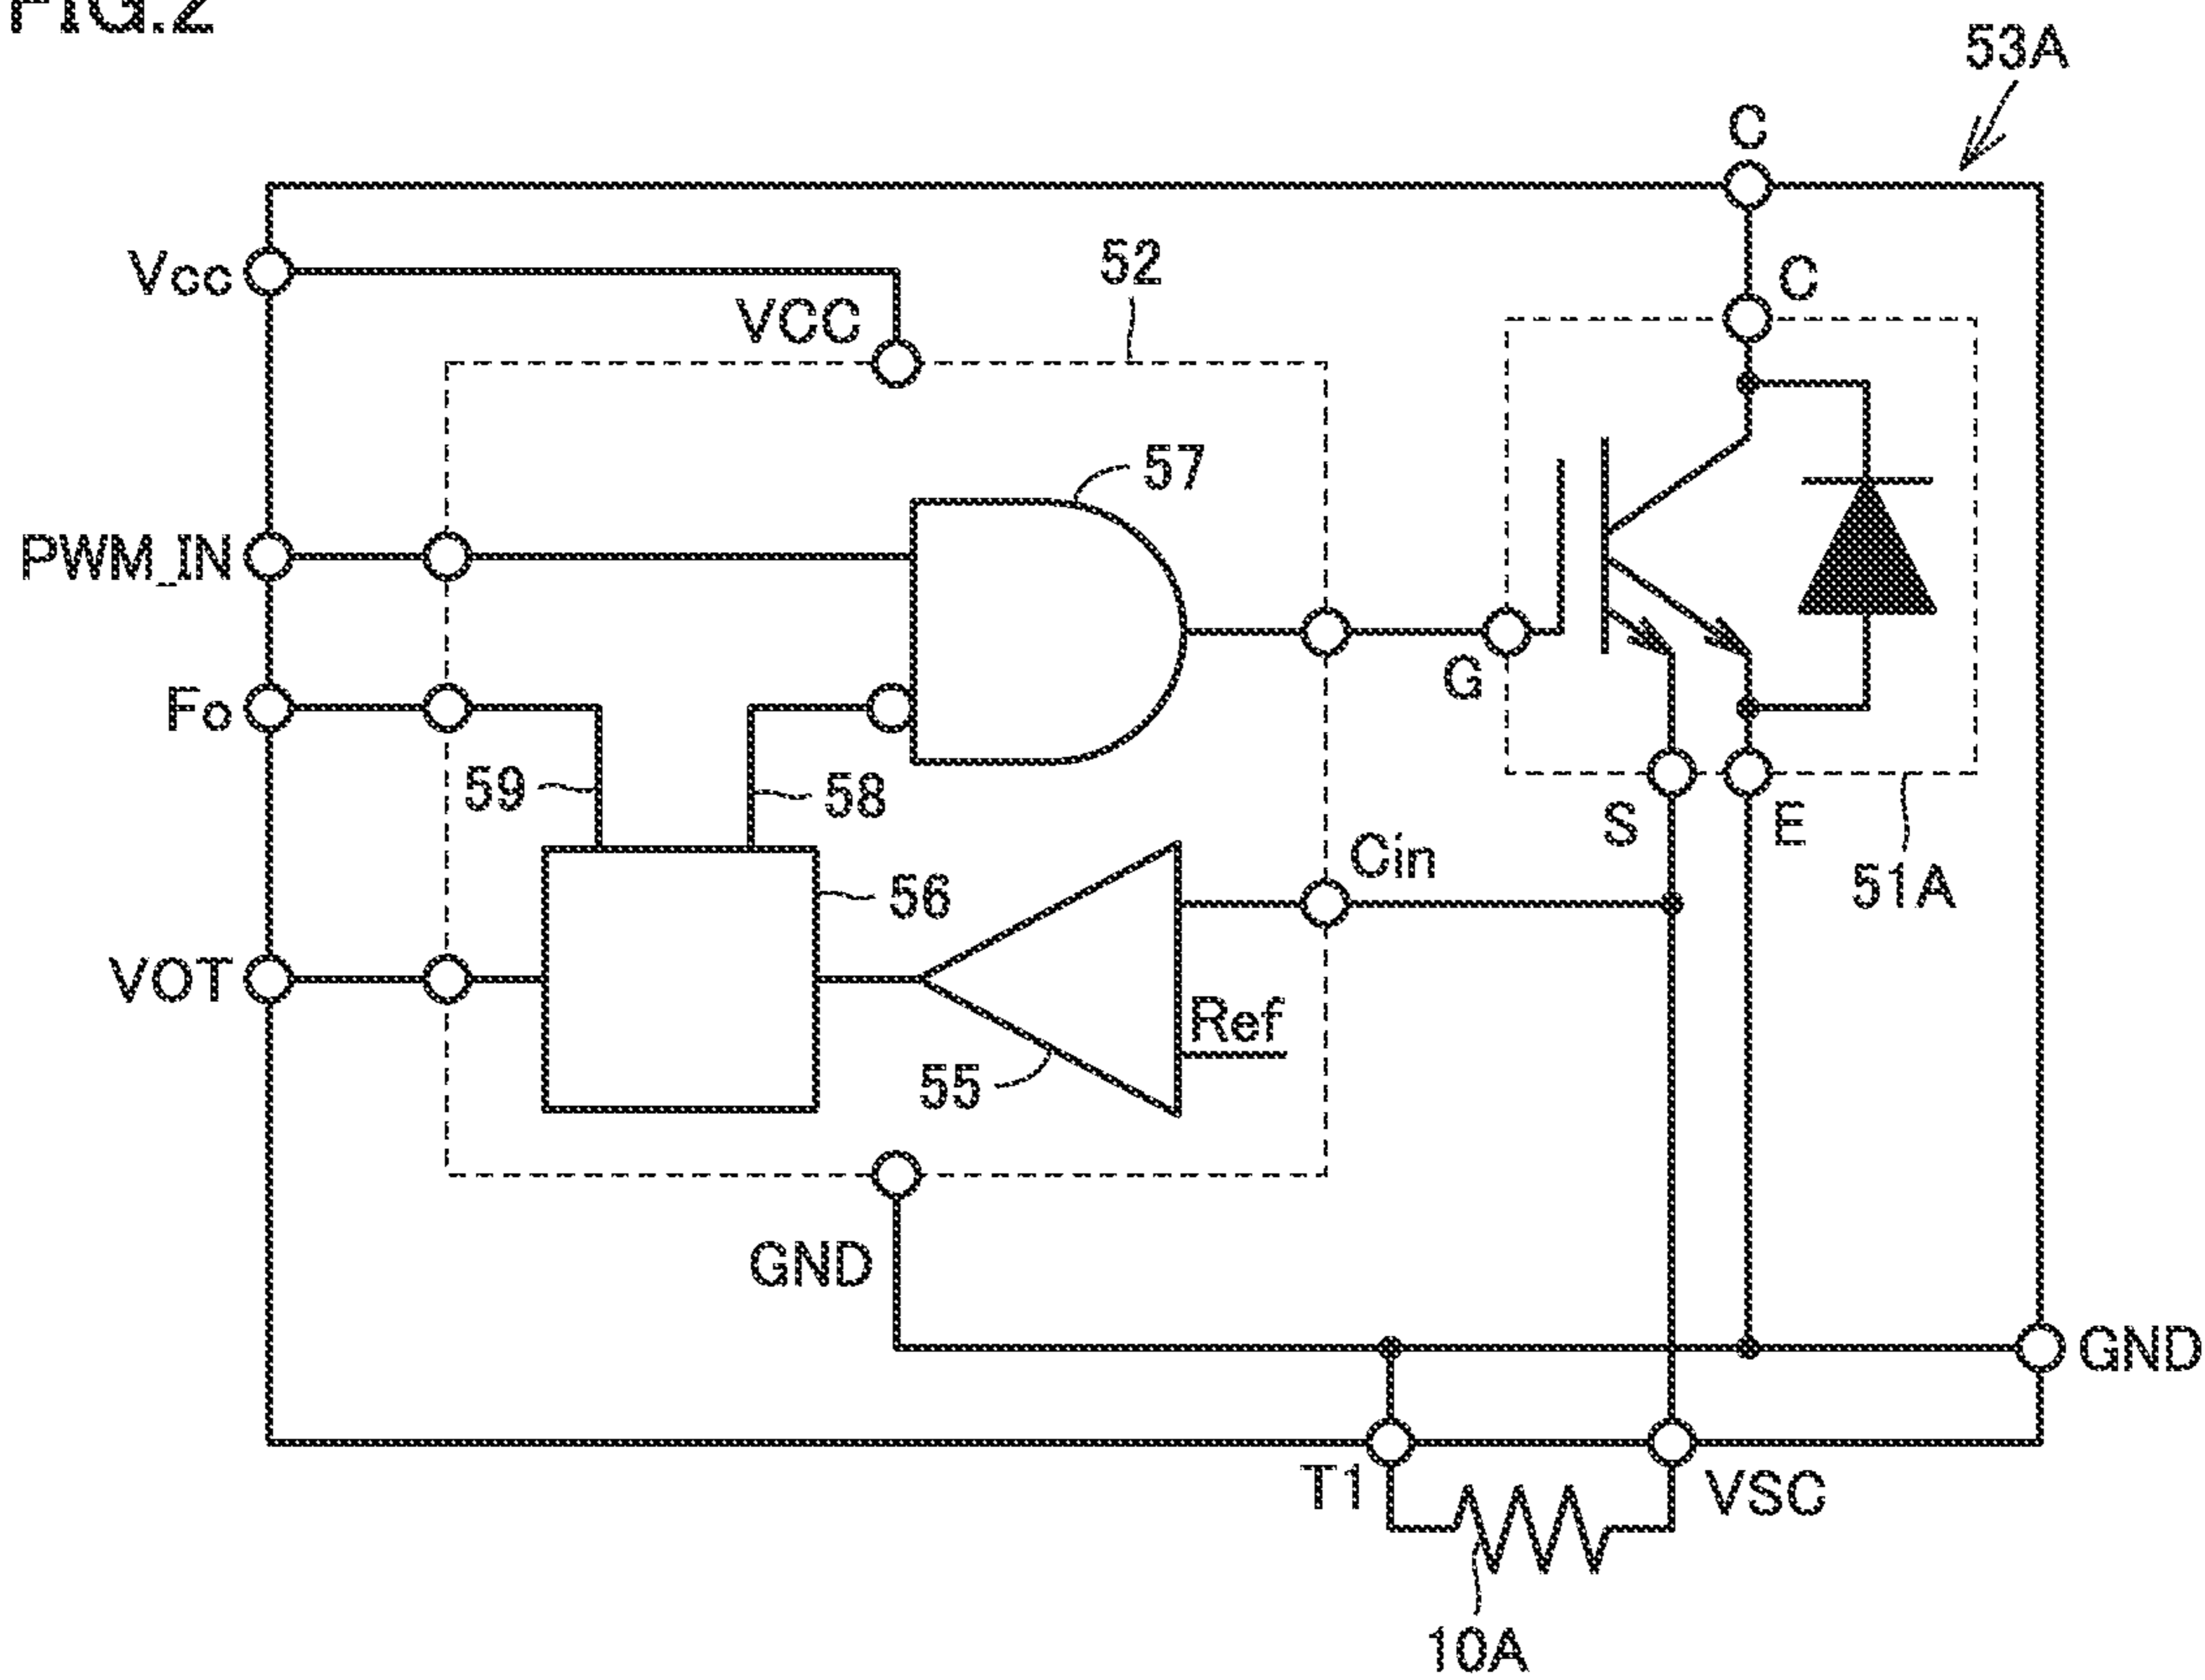 FIG.2
53A
C
Vcc
52
C
VCC
57
PWM_IN
Fo
G
59
58
S
E
Cin
51A
56
VOT
Ref
55
GND
GND
T1
VSC
10A